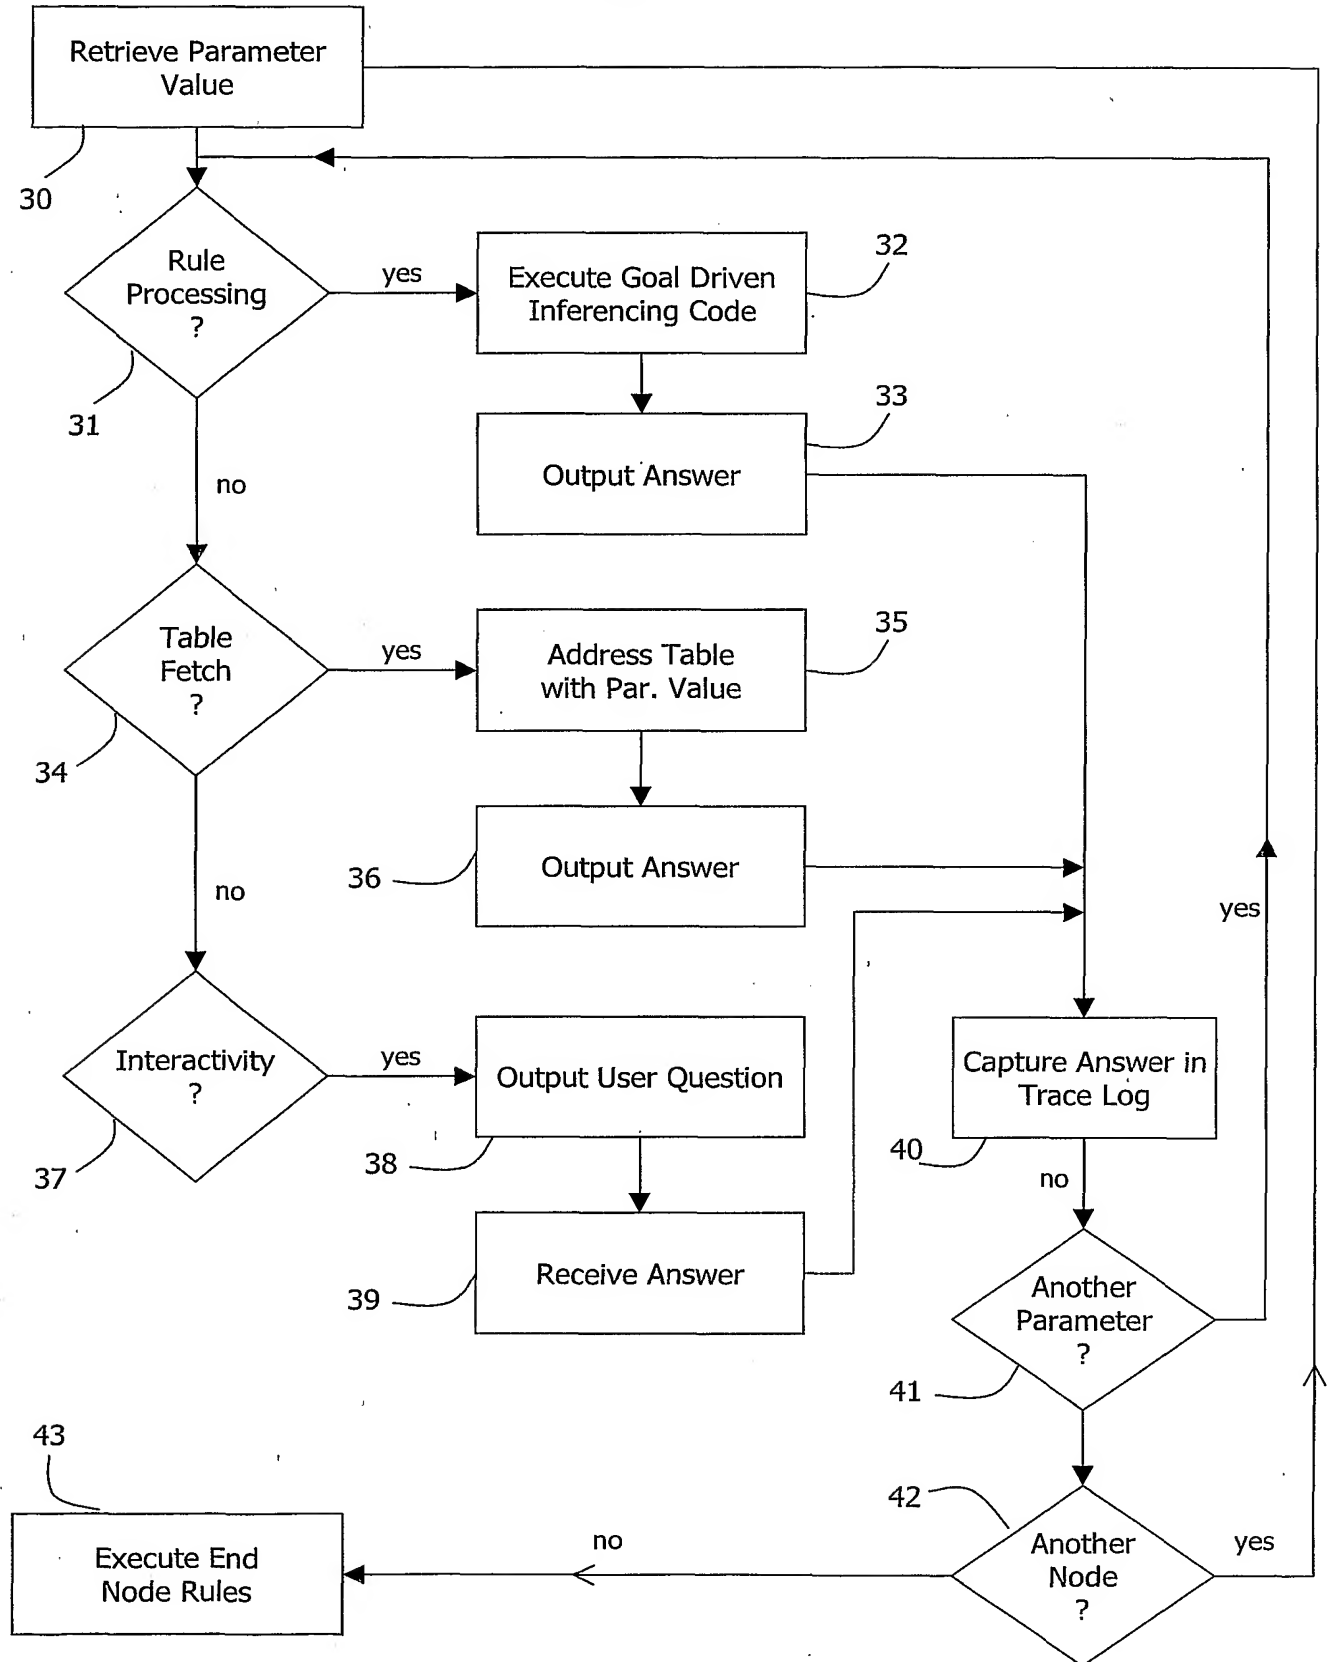 Retrieve Parameter
Value
30
Rule
Processing
?
yes
31
no
Execute Goal Driven
Inferencing Code
32
33
Output Answer
Table
Fetch
?
yes
34
no
Address Table
with Par. Value
35
36
Output Answer
Interactivity
?
yes
37
Output User Question
38
39
Receive Answer
Capture Answer in
Trace Log
40
no
yes
Another
Parameter
?
41
42
Another
Node
?
yes
no
43
Execute End
Node Rules